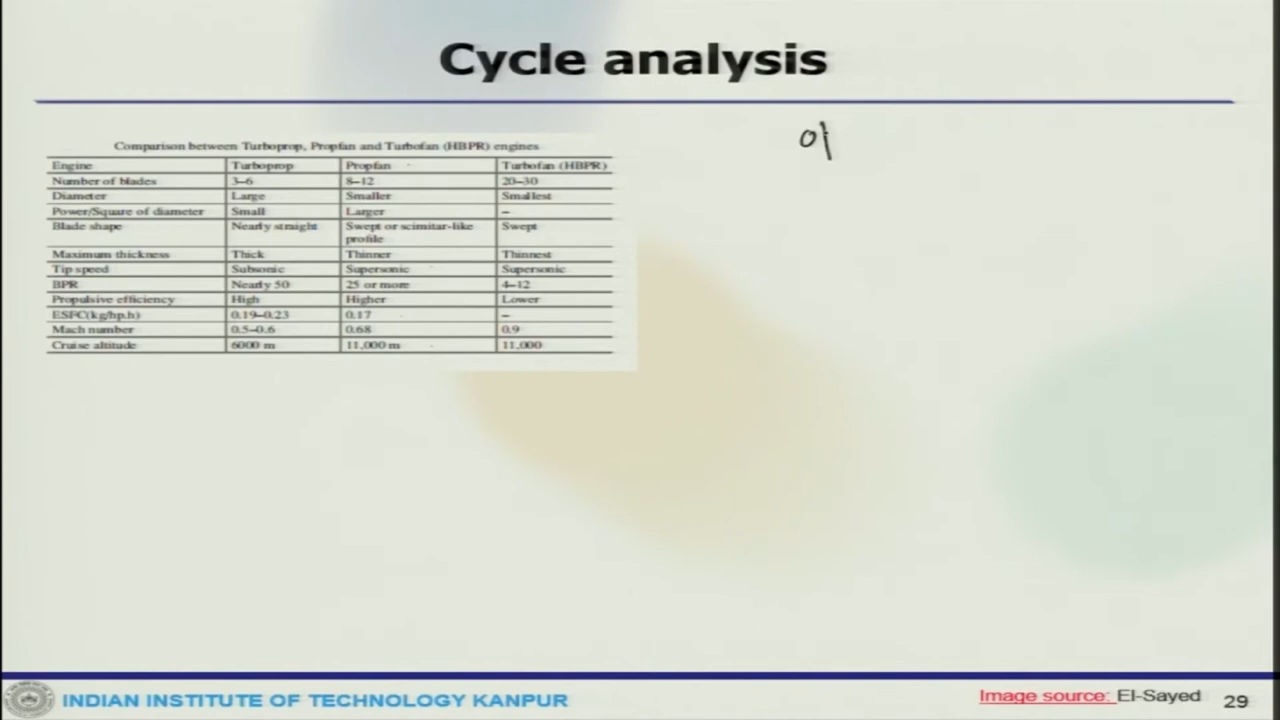 Cycle analysis
Comparison between Turboprop, Propfan and Turbofan (HBPR) engines
Engine Turboprop Propfan Turbofan (HBPR)
Number of blades 3–6 8–12 20–30
Diameter Large Smaller Smallest
Power/Square of diameter Small Larger –
Blade shape Nearly straight Swept or scimitar-like profile Swept
Maximum thickness Thick Thinner Thinnest
Tip speed Subsonic Supersonic Supersonic
BPR Nearly 50 25 or more 4–12
Propulsive efficiency High Higher Lower
ESFC(kg/hp.h) 0.19–0.23 0.17 –
Mach number 0.5–0.6 0.68 0.9
Cruise altitude 6000 m 11,000 m 11,000
INDIAN INSTITUTE OF TECHNOLOGY KANPUR
Image source: El-Sayed 29